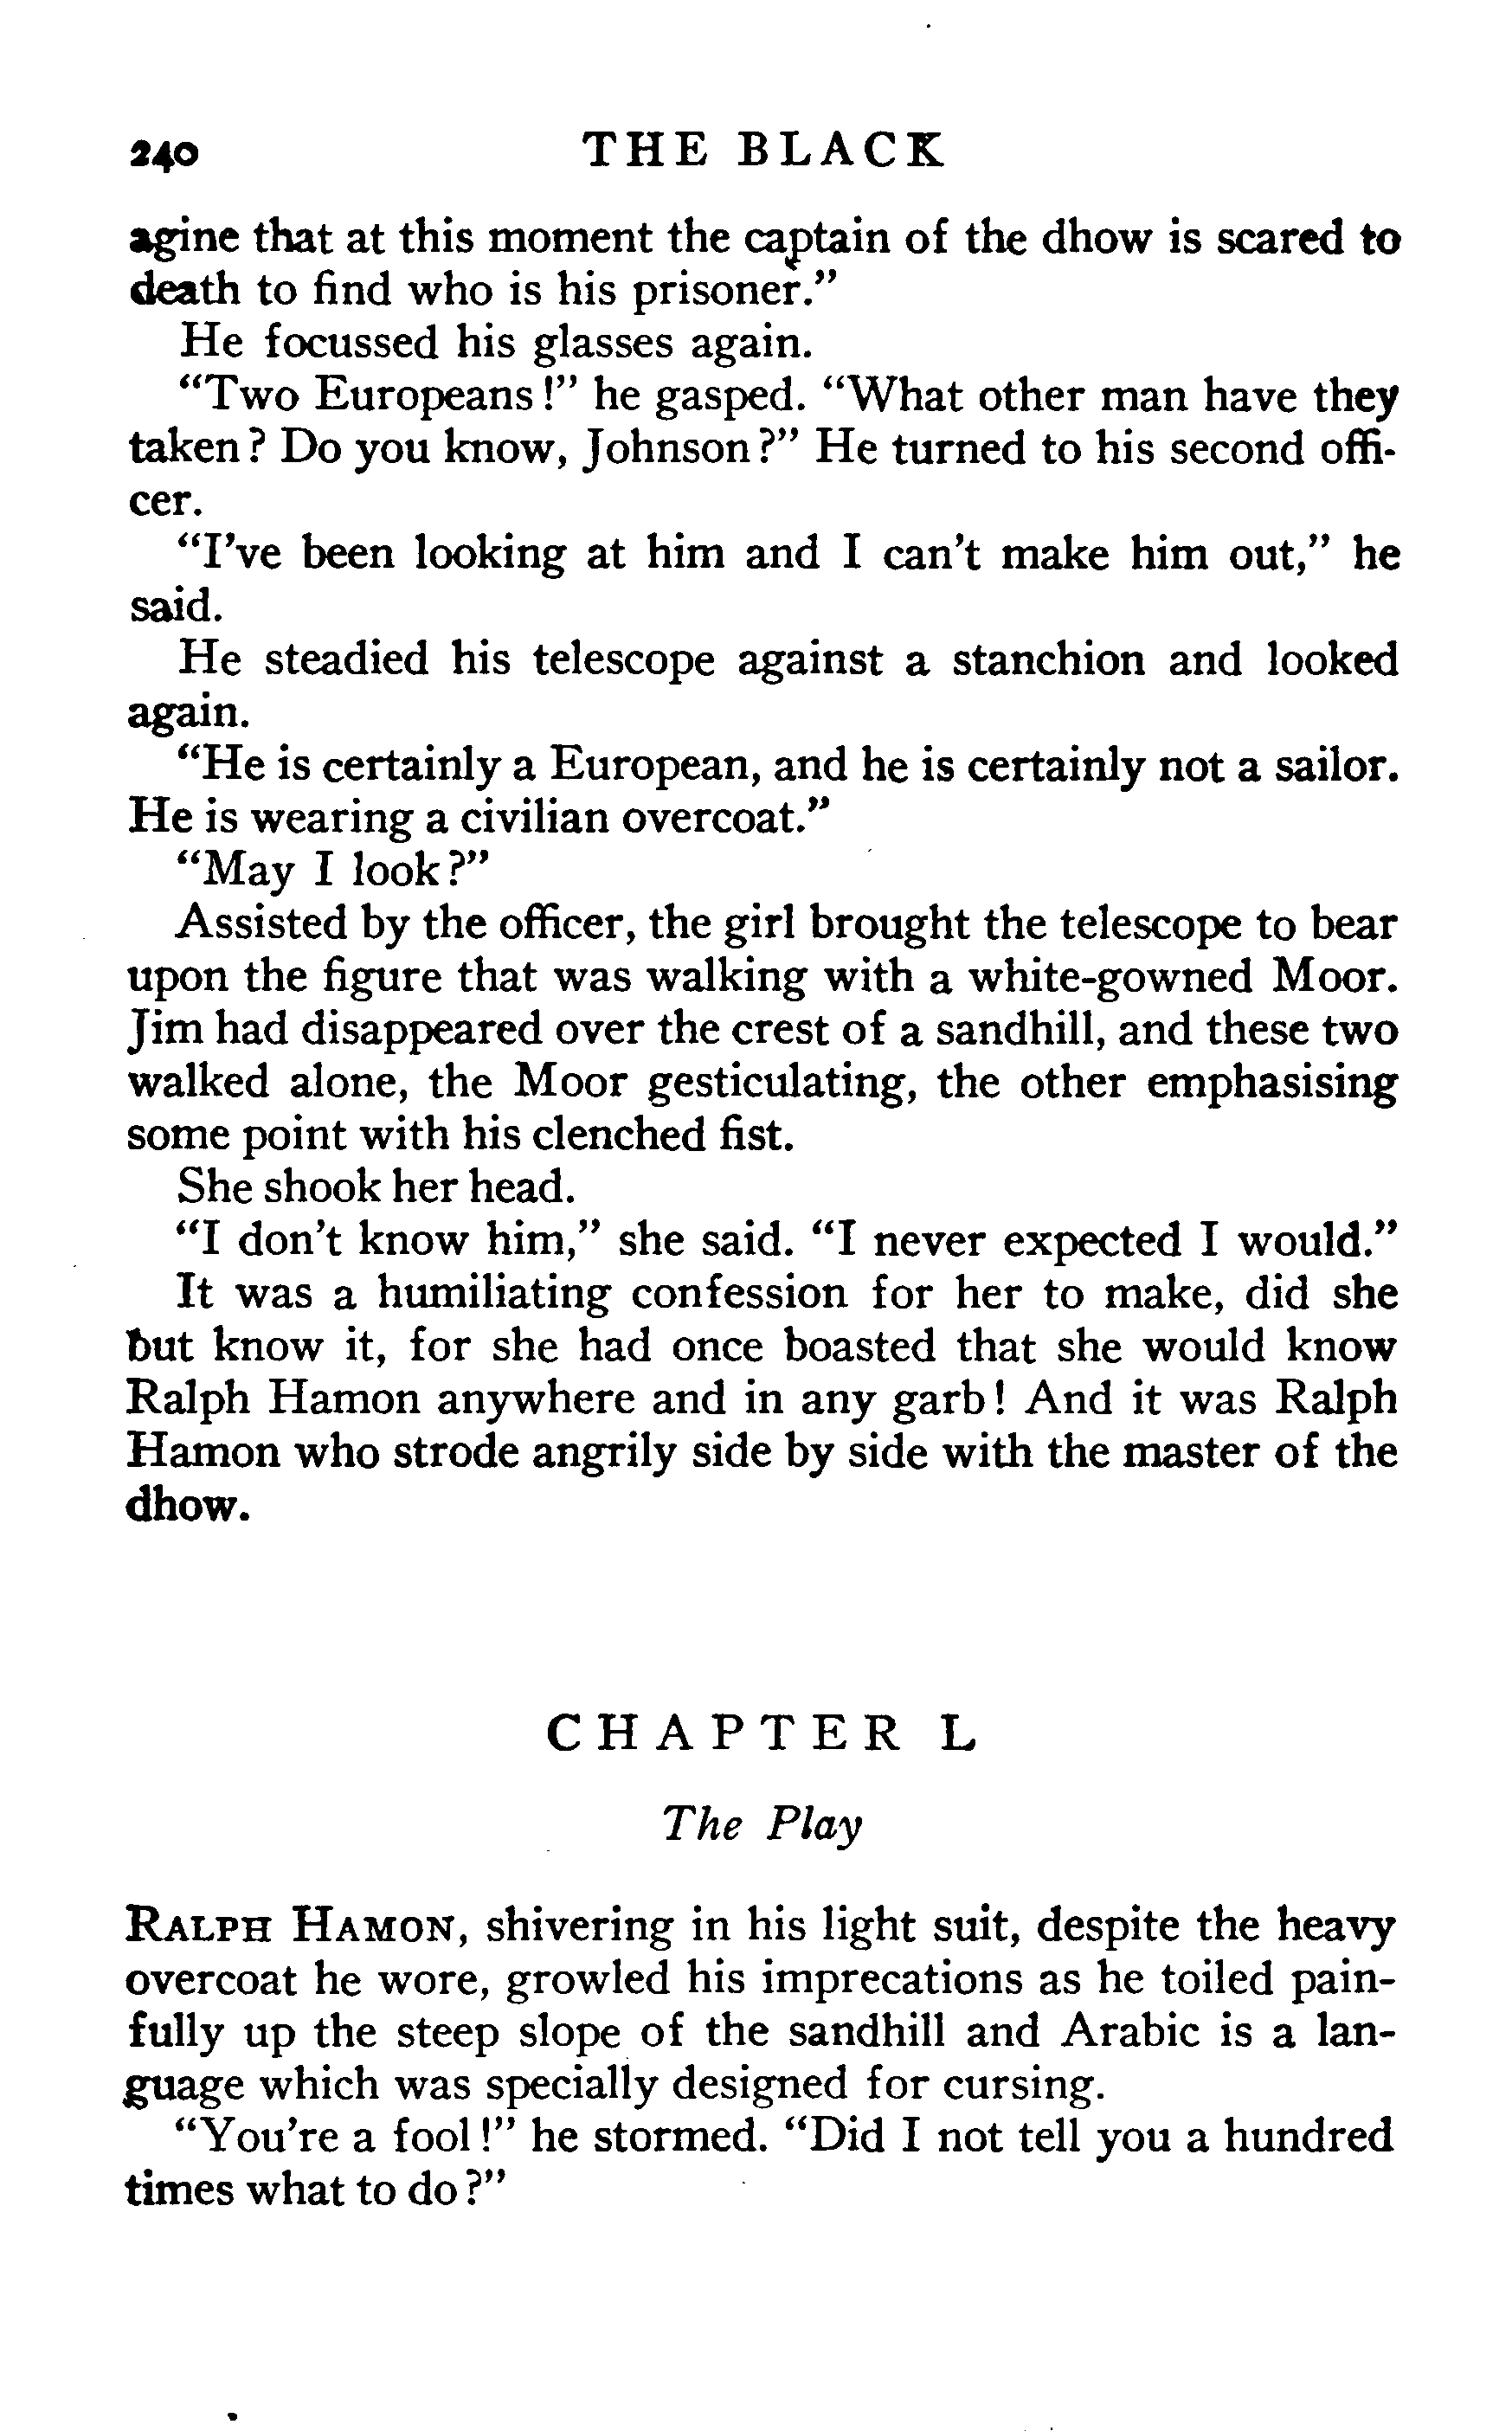 240 THE BLACK
agine that at this moment the captain of the dhow is scared to
death to find who is his prisoner."
He focussed his glasses again.
"Two Europeans!" he gasped. "What other man have they
taken? Do you know, Johnson?" He turned to his second offi-
cer.
"I've been looking at him and I can't make him out," he
said.
He steadied his telescope against a stanchion and looked
again.
"He is certainly a European, and he is certainly not a sailor.
He is wearing a civilian overcoat."
"May I look?"
Assisted by the officer, the girl brought the telescope to bear
upon the figure that was walking with a white-gowned Moor.
Jim had disappeared over the crest of a sandhill, and these two
walked alone, the Moor gesticulating, the other emphasising
some point with his clenched fist.
She shook her head.
"I don't know him," she said. "I never expected I would."
It was a humiliating confession for her to make, did she
but know it, for she had once boasted that she would know
Ralph Hamon anywhere and in any garb! And it was Ralph
Hamon who strode angrily side by side with the master of the
dhow.
CHAPTER L
The Play
RALPH HAMON, shivering in his light suit, despite the heavy
overcoat he wore, growled his imprecations as he toiled pain-
fully up the steep slope of the sandhill and Arabic is a lan-
guage which was specially designed for cursing.
"You're a fool!" he stormed. "Did I not tell you a hundred
times what to do?"